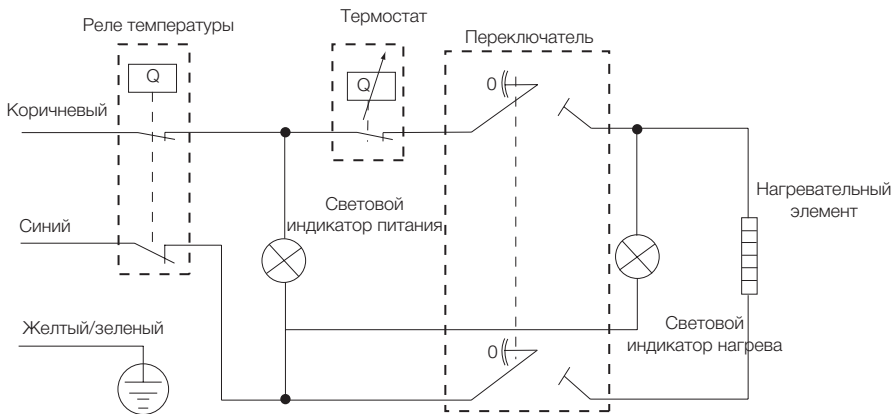 Реле температуры
Термостат
Переключатель
Q
Q
0
Коричневый
Световой
индикатор питания
Нагревательный
элемент
Синий
Желтый/зеленый
Световой
индикатор нагрева
0